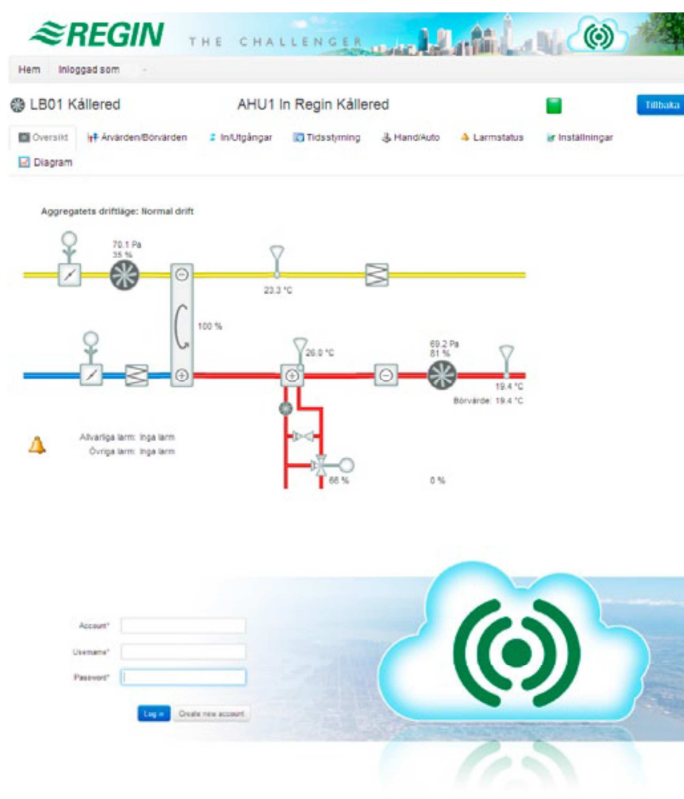 REGIN THE CHALLENGER
Hem Inloggad som
LB01 Kållered AHU1 In Regin Kållered Tillbaka
Översikt Ärvärden/Börvärden In/Utgångar Tidsstyrning Hand/Auto Larmstatus Inställningar
Diagram
Aggregatets driftläge: Normal drift
70.1 Pa
35 %
23.3 °C
100 %
26.0 °C
69.2 Pa
81 %
19.4 °C
Börvärde: 19.4 °C
Allvarliga larm: Inga larm
Övriga larm: Inga larm
66 % 0 %
Account*
Username*
Password*
Log in Create new account